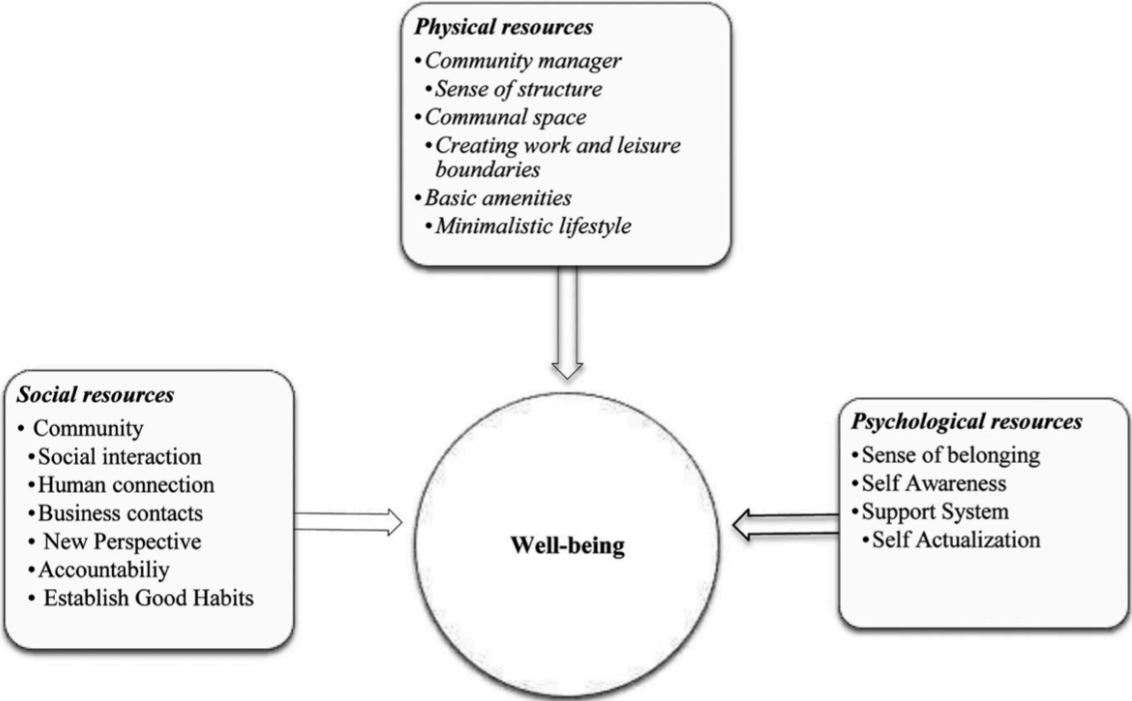 Physical resources
•Community manager
•Sense of structure
•Communal space
•Creating work and leisure
boundaries
•Basic amenities
•Minimalistic lifestyle
Social resources
• Community
•Social interaction
•Human connection
•Business contacts
• New Perspective
•Accountabiliy
• Establish Good Habits
Well-being
Psychological resources
•Sense of belonging
•Self Awareness
•Support System
•Self Actualization